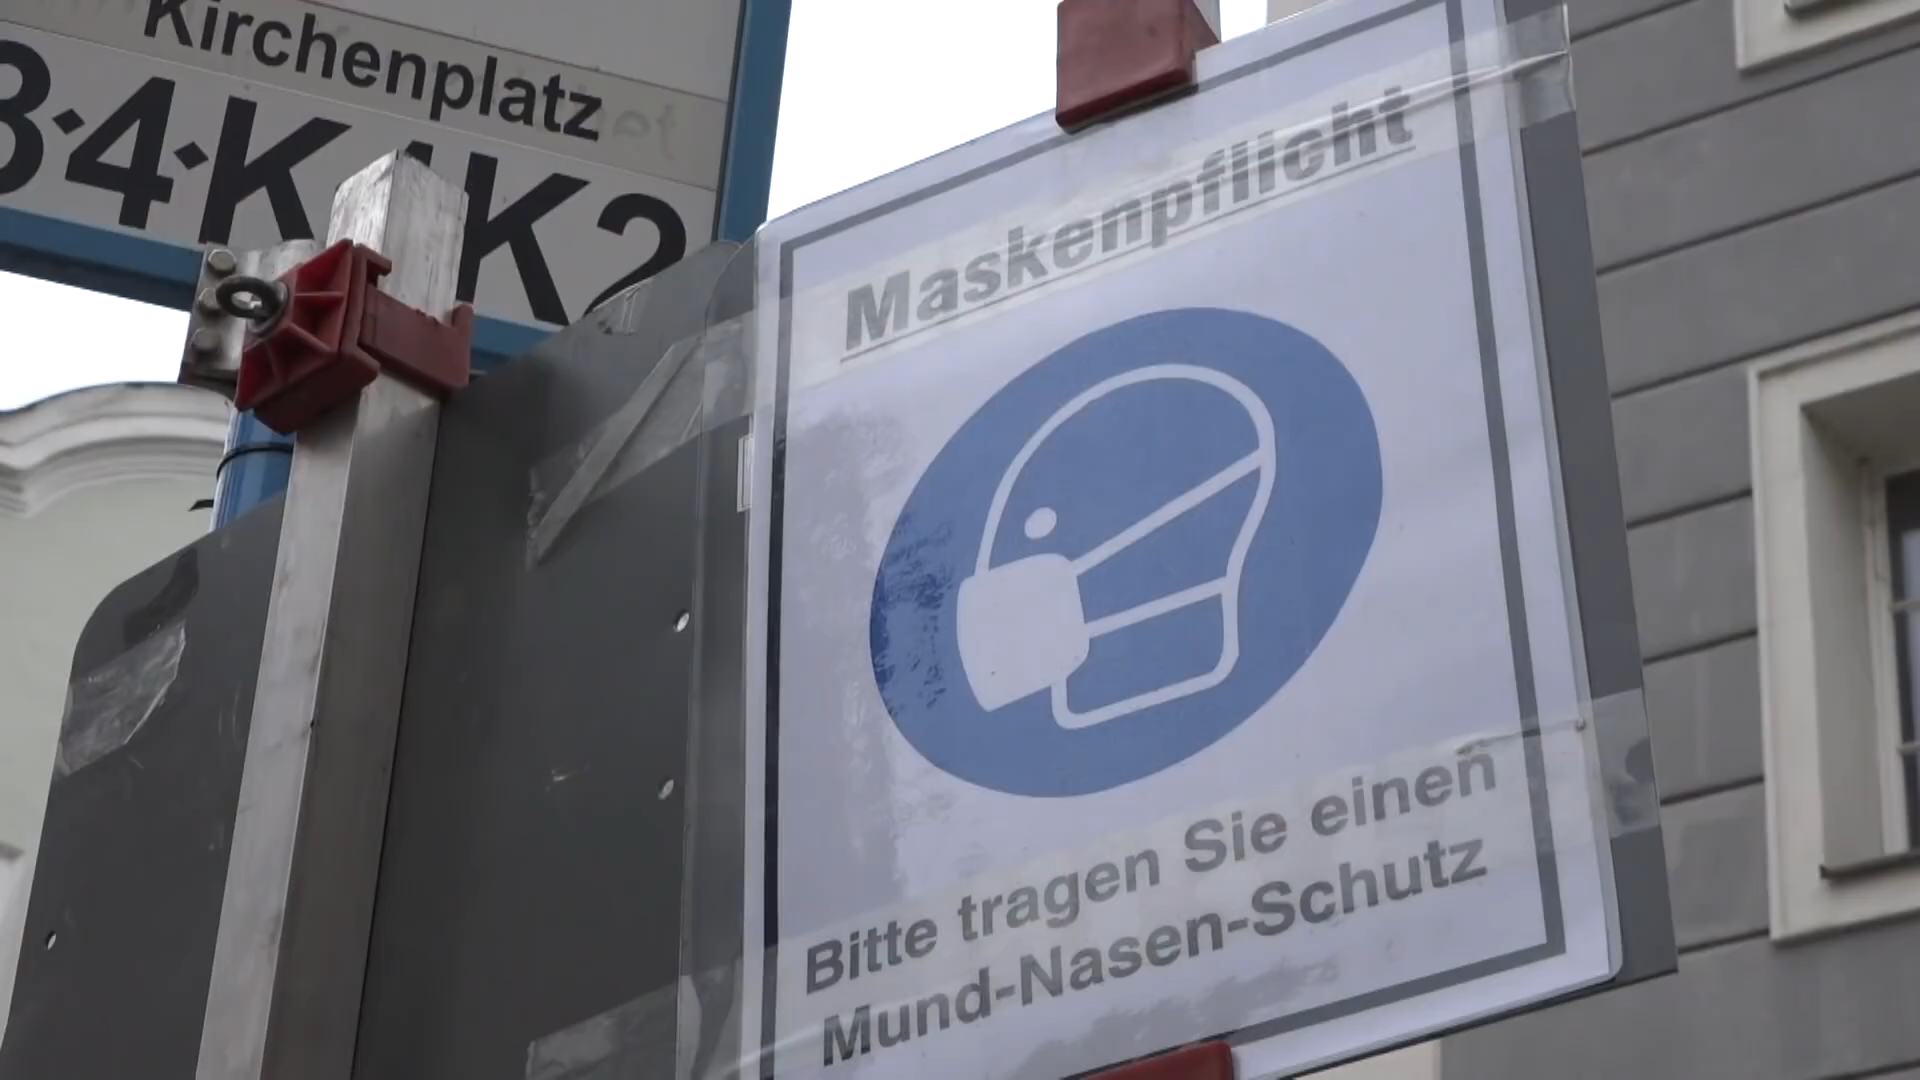 Kirchenplatz
3·4·K1K2
Maskenpflicht
Bitte tragen Sie einen
Mund-Nasen-Schutz